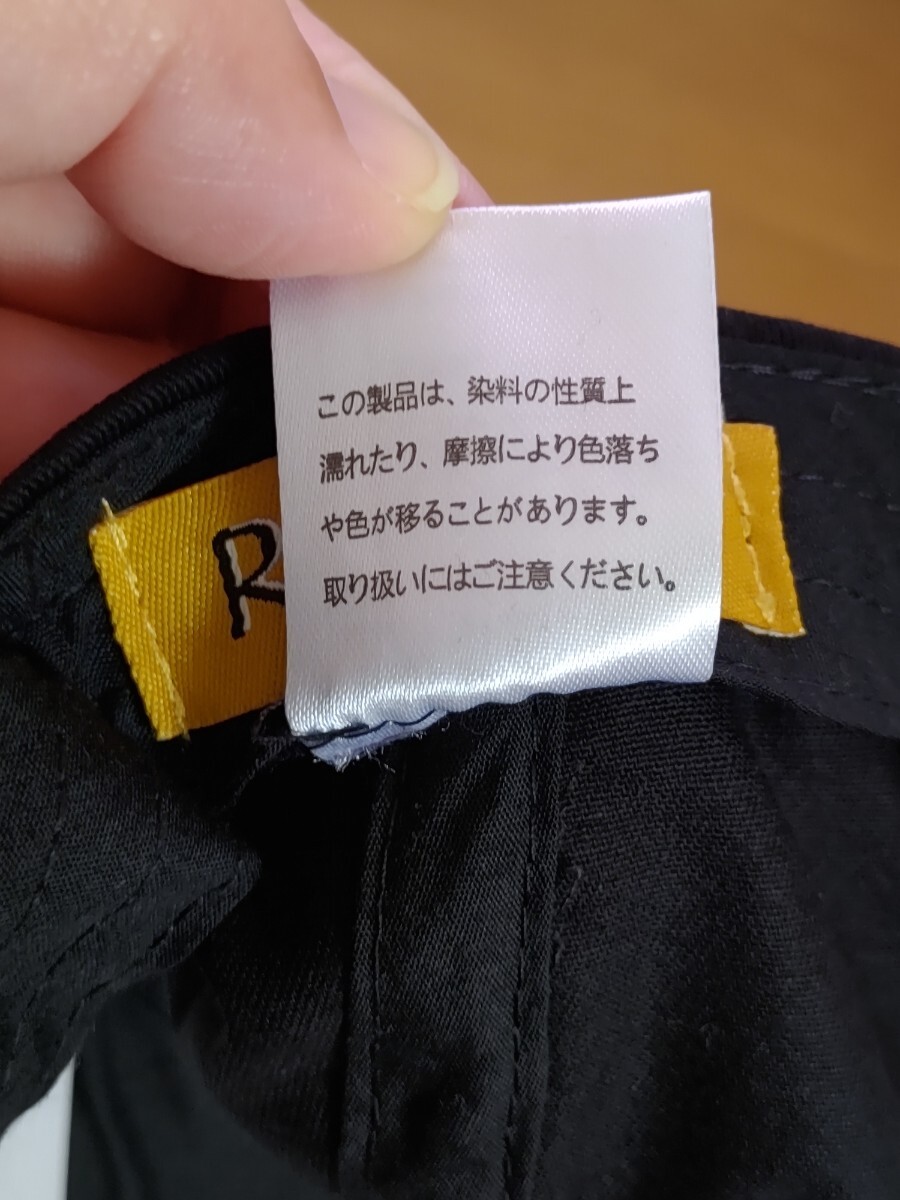 この製品は、染料の性質上
濡れたり、摩擦により色落ち
や色が移ることがあります。
取り扱いにはご注意ください。
R